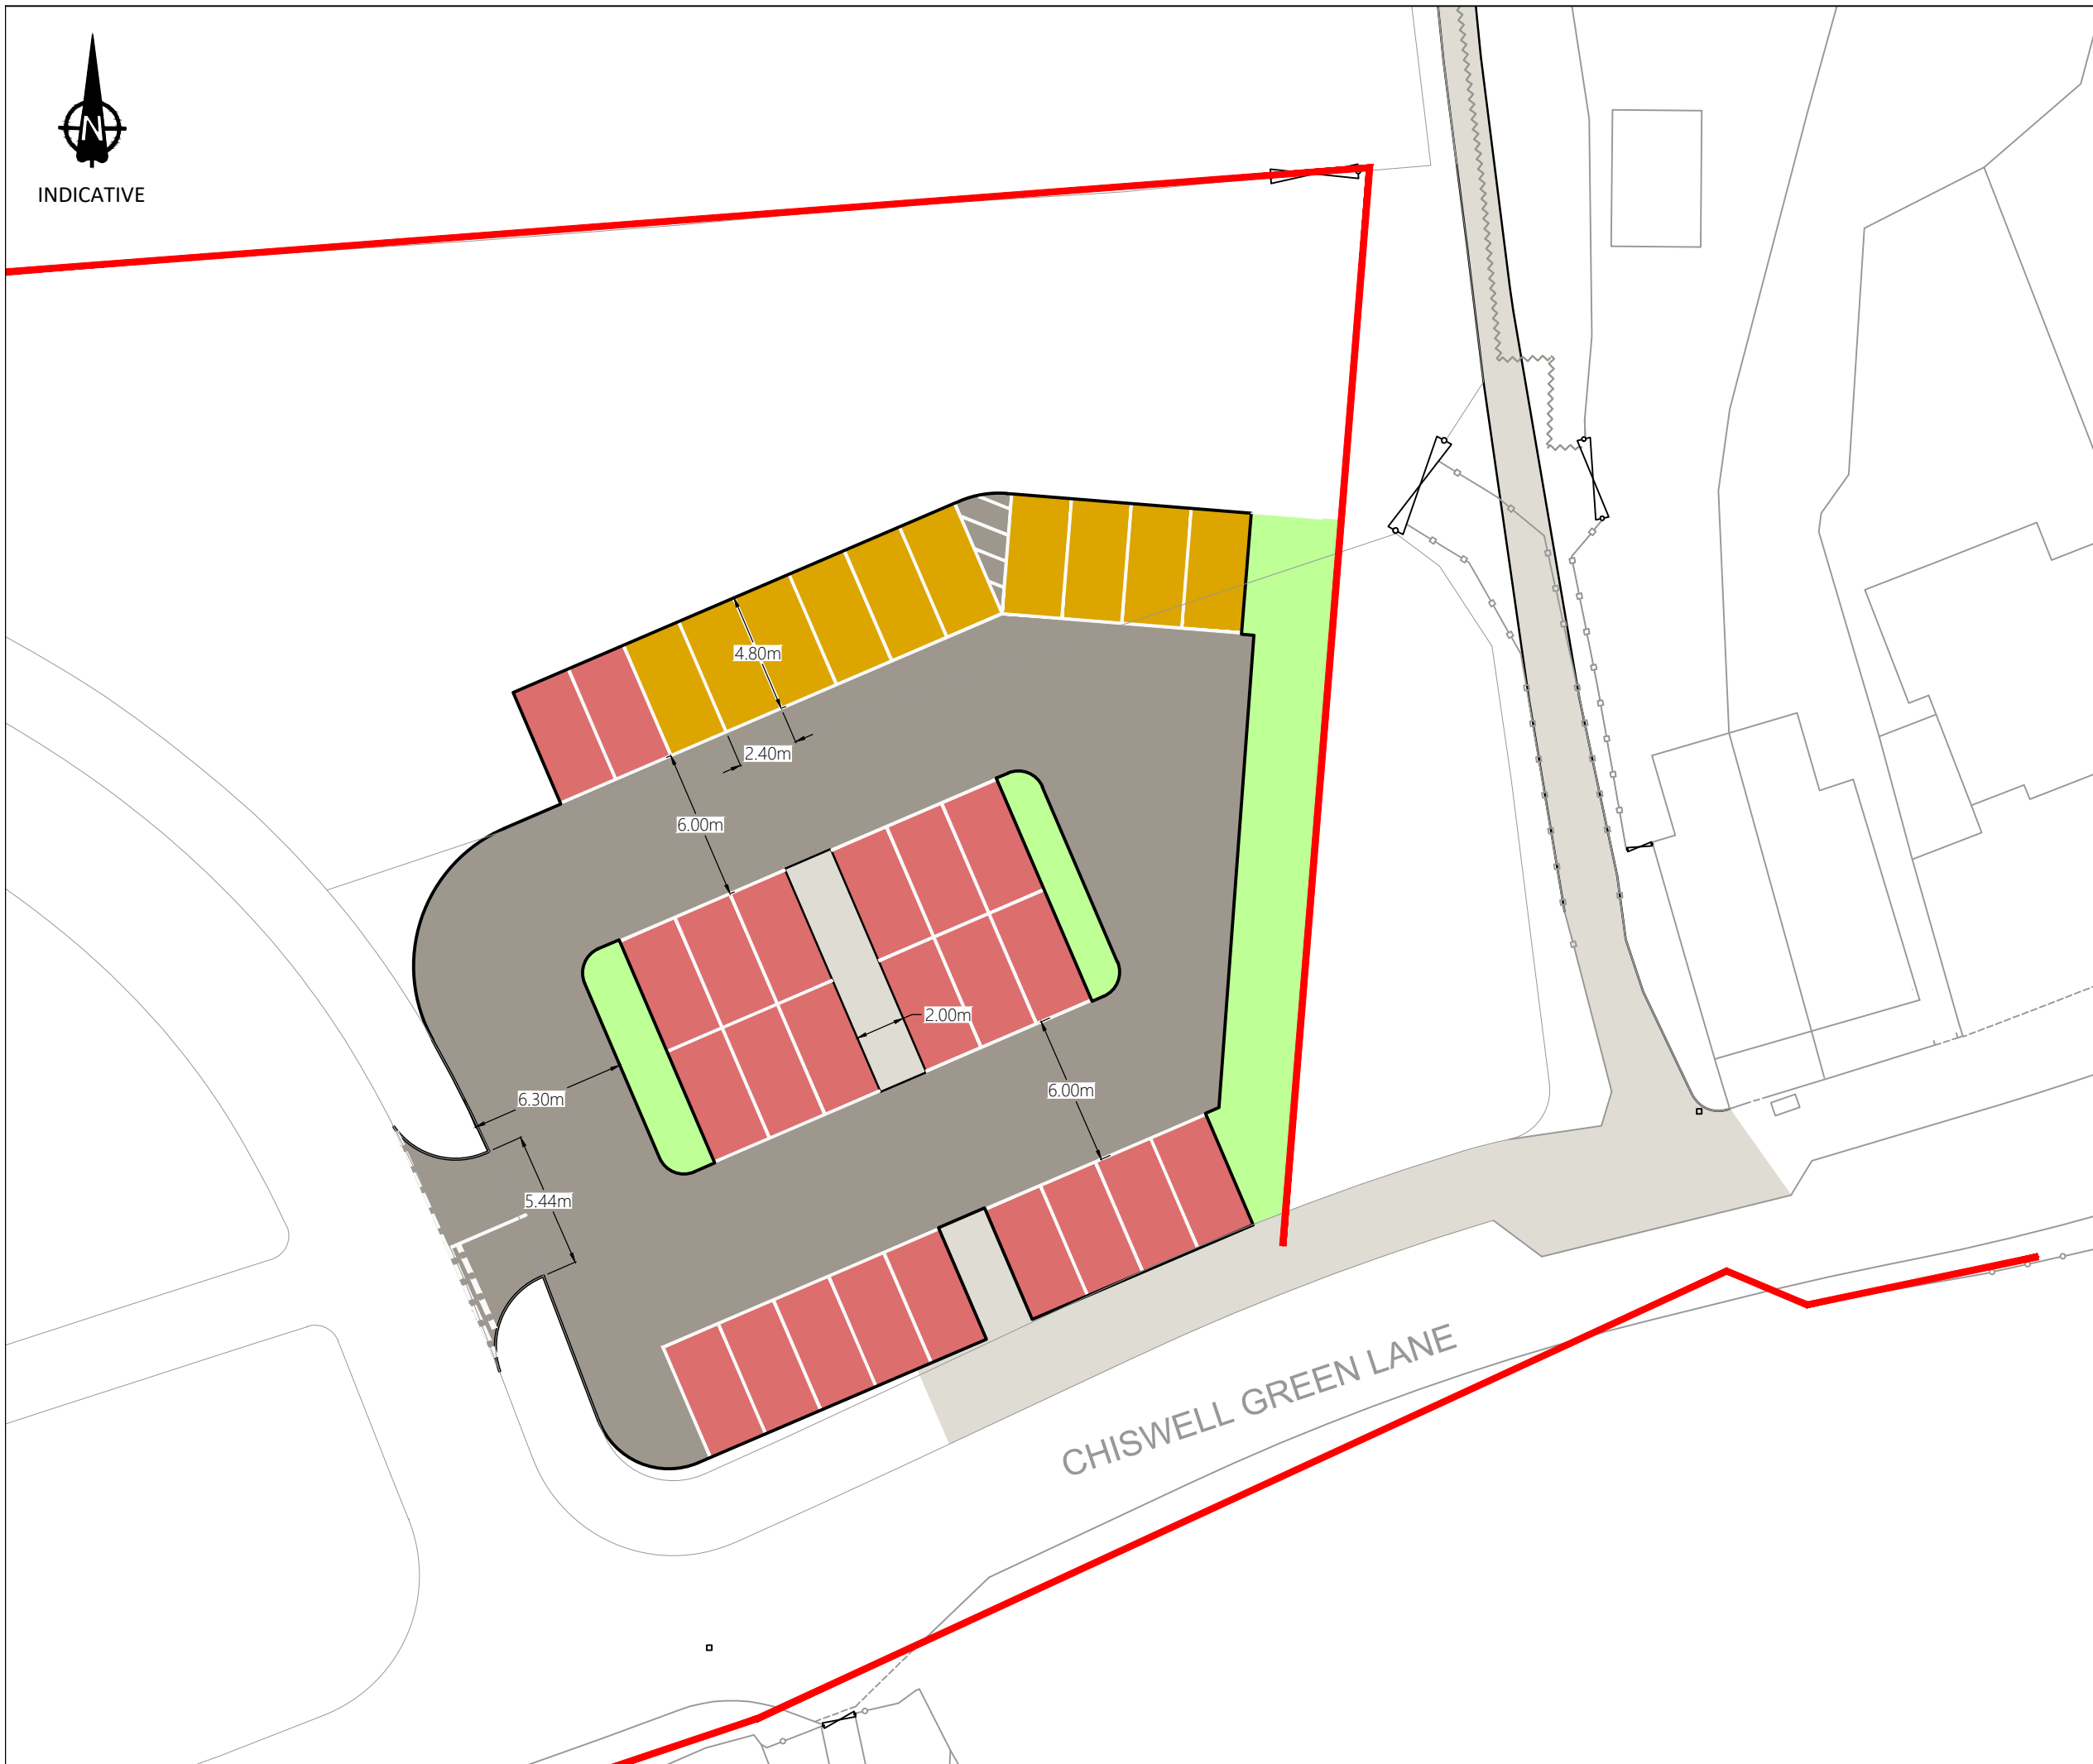 N
INDICATIVE
4.80m
2.40m
6.00m
2.00m
6.00m
6.30m
5.44m
CHISWELL GREEN LANE